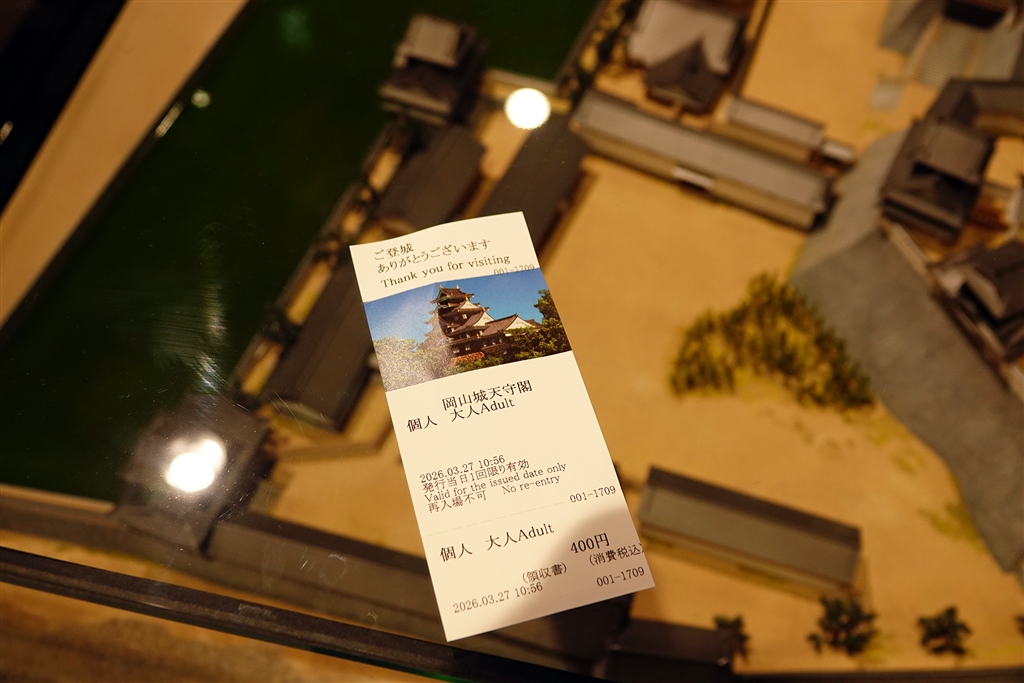 ご登城
ありがとうございます
Thank you for visiting
001-1709
岡山城天守閣
個人 大人Adult
2026.03.27 10:56
発行当日1回限り有効
Valid for the issued date only
再入場不可 No re-entry
001-1709
個人 大人Adult
400円
(領収書) (消費税込)
2026.03.27 10:56 001-1709